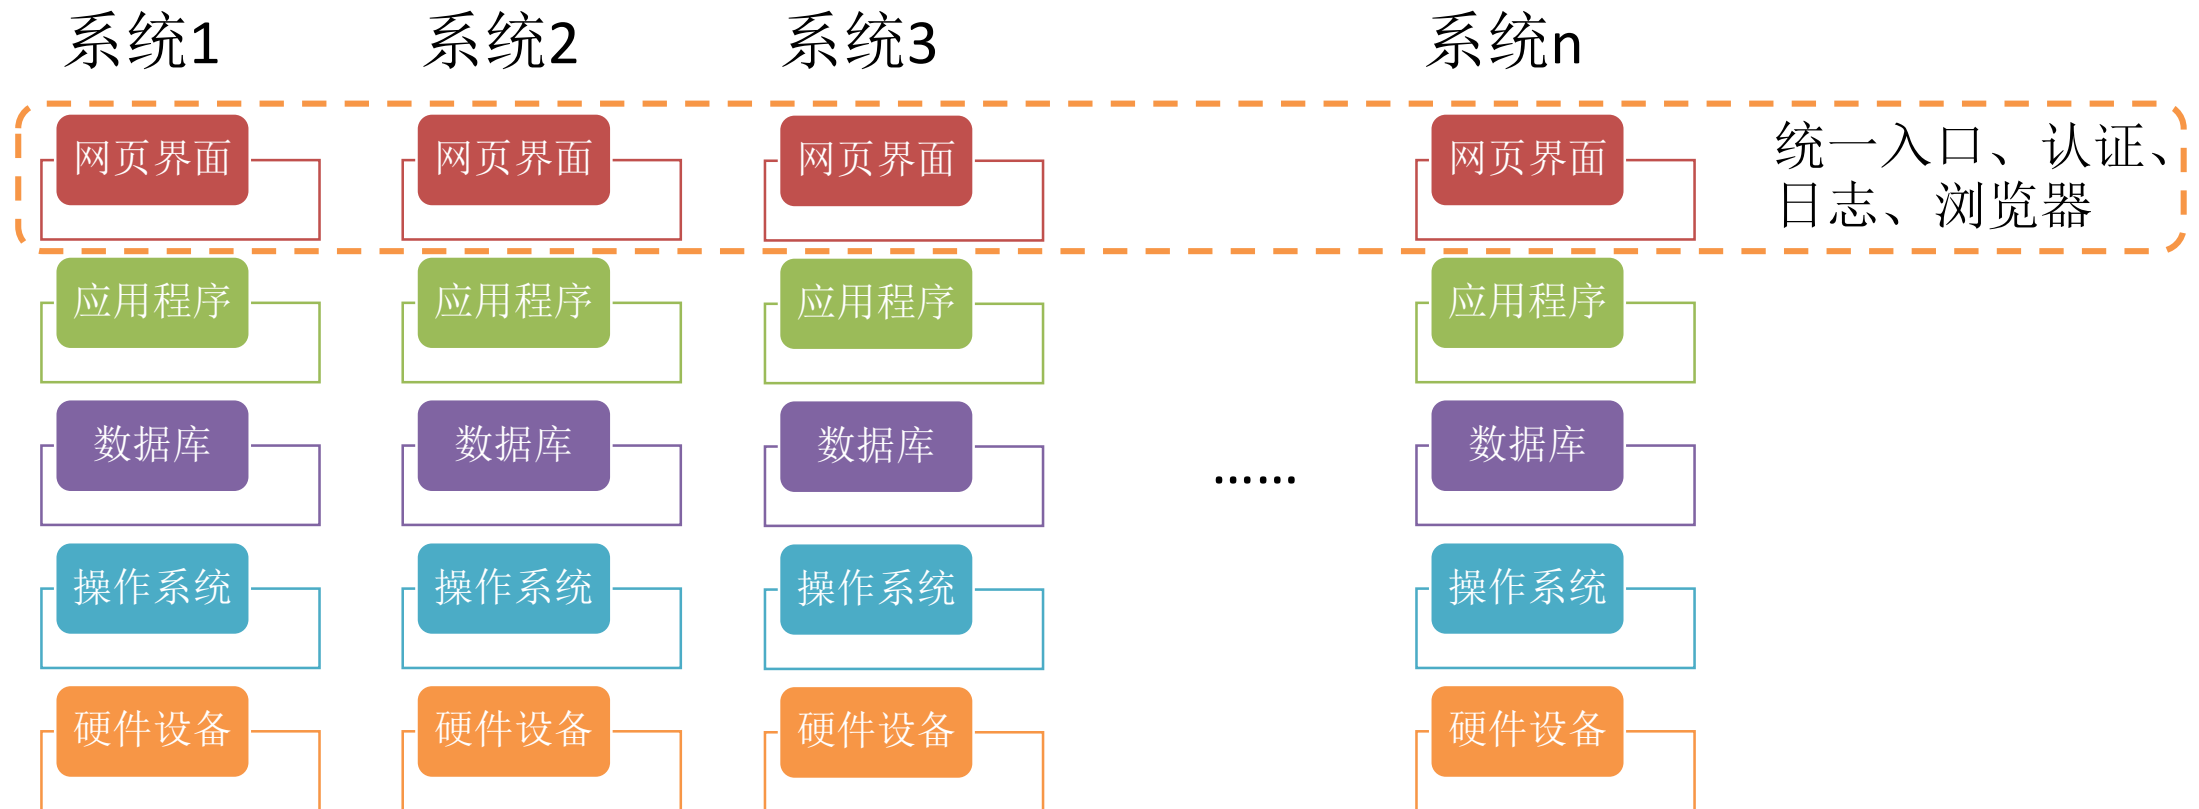 系统1 系统2 系统3 系统n
网页界面 网页界面 网页界面 网页界面
统一入口、认证、
日志、浏览器
应用程序 应用程序 应用程序 应用程序
数据库 数据库 数据库 …… 数据库
操作系统 操作系统 操作系统 操作系统
硬件设备 硬件设备 硬件设备 硬件设备